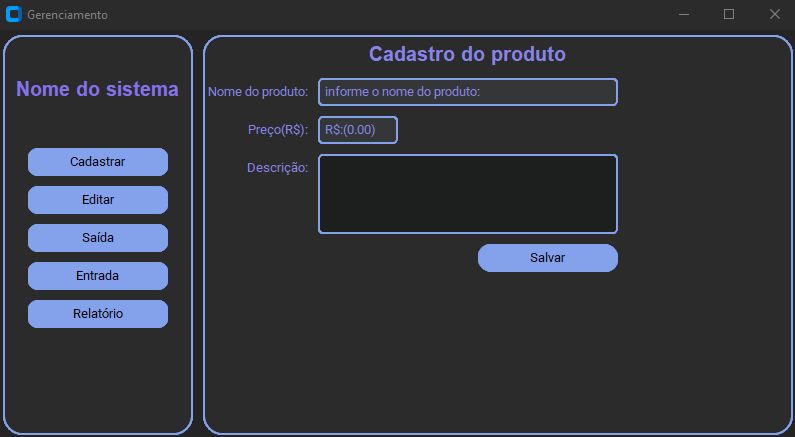 Gerenciamento
Nome do sistema
Cadastrar
Editar
Saída
Entrada
Relatório
Cadastro do produto
Nome do produto: informe o nome do produto:
Preço(R$): R$:(0.00)
Descrição:
Salvar